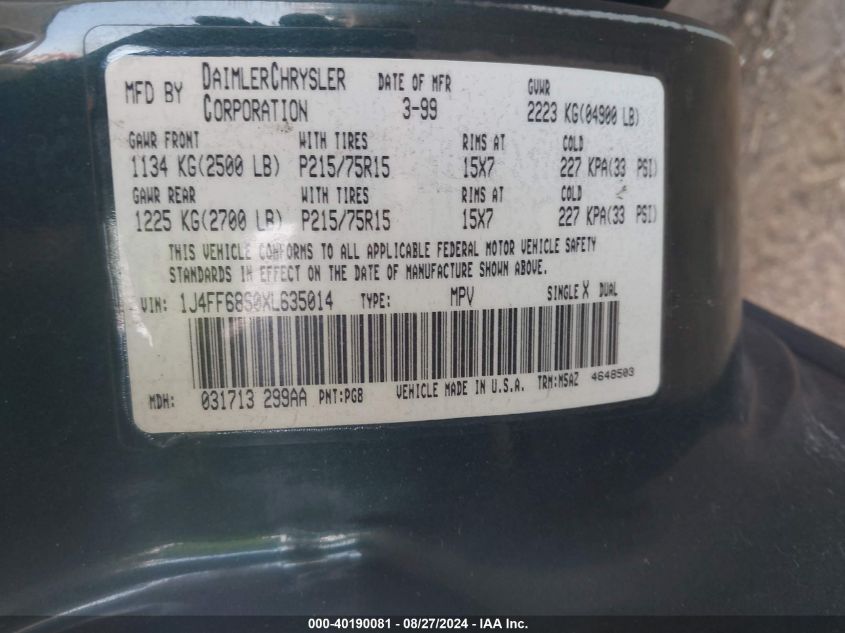 MFD BY DAIMLERCHRYSLER CORPORATION DATE OF MFR 3-99 GVWR 2223 KG(04900 LB)
GAWR FRONT WITH TIRES RIMS AT COLD
1134 KG(2500 LB) P215/75R15 15X7 227 KPA(33 PSI)
GAWR REAR WITH TIRES RIMS AT COLD
1225 KG(2700 LB) P215/75R15 15X7 227 KPA(33 PSI)
THIS VEHICLE CONFORMS TO ALL APPLICABLE FEDERAL MOTOR VEHICLE SAFETY
STANDARDS IN EFFECT ON THE DATE OF MANUFACTURE SHOWN ABOVE.
VIN: 1J4FF68S0XL635014 TYPE: MPV SINGLE X DUAL
MDH: 031713 299AA PNT:PG8 VEHICLE MADE IN U.S.A. TRM:M5AZ 4648503
000-40190081 - 08/27/2024 - IAA Inc.